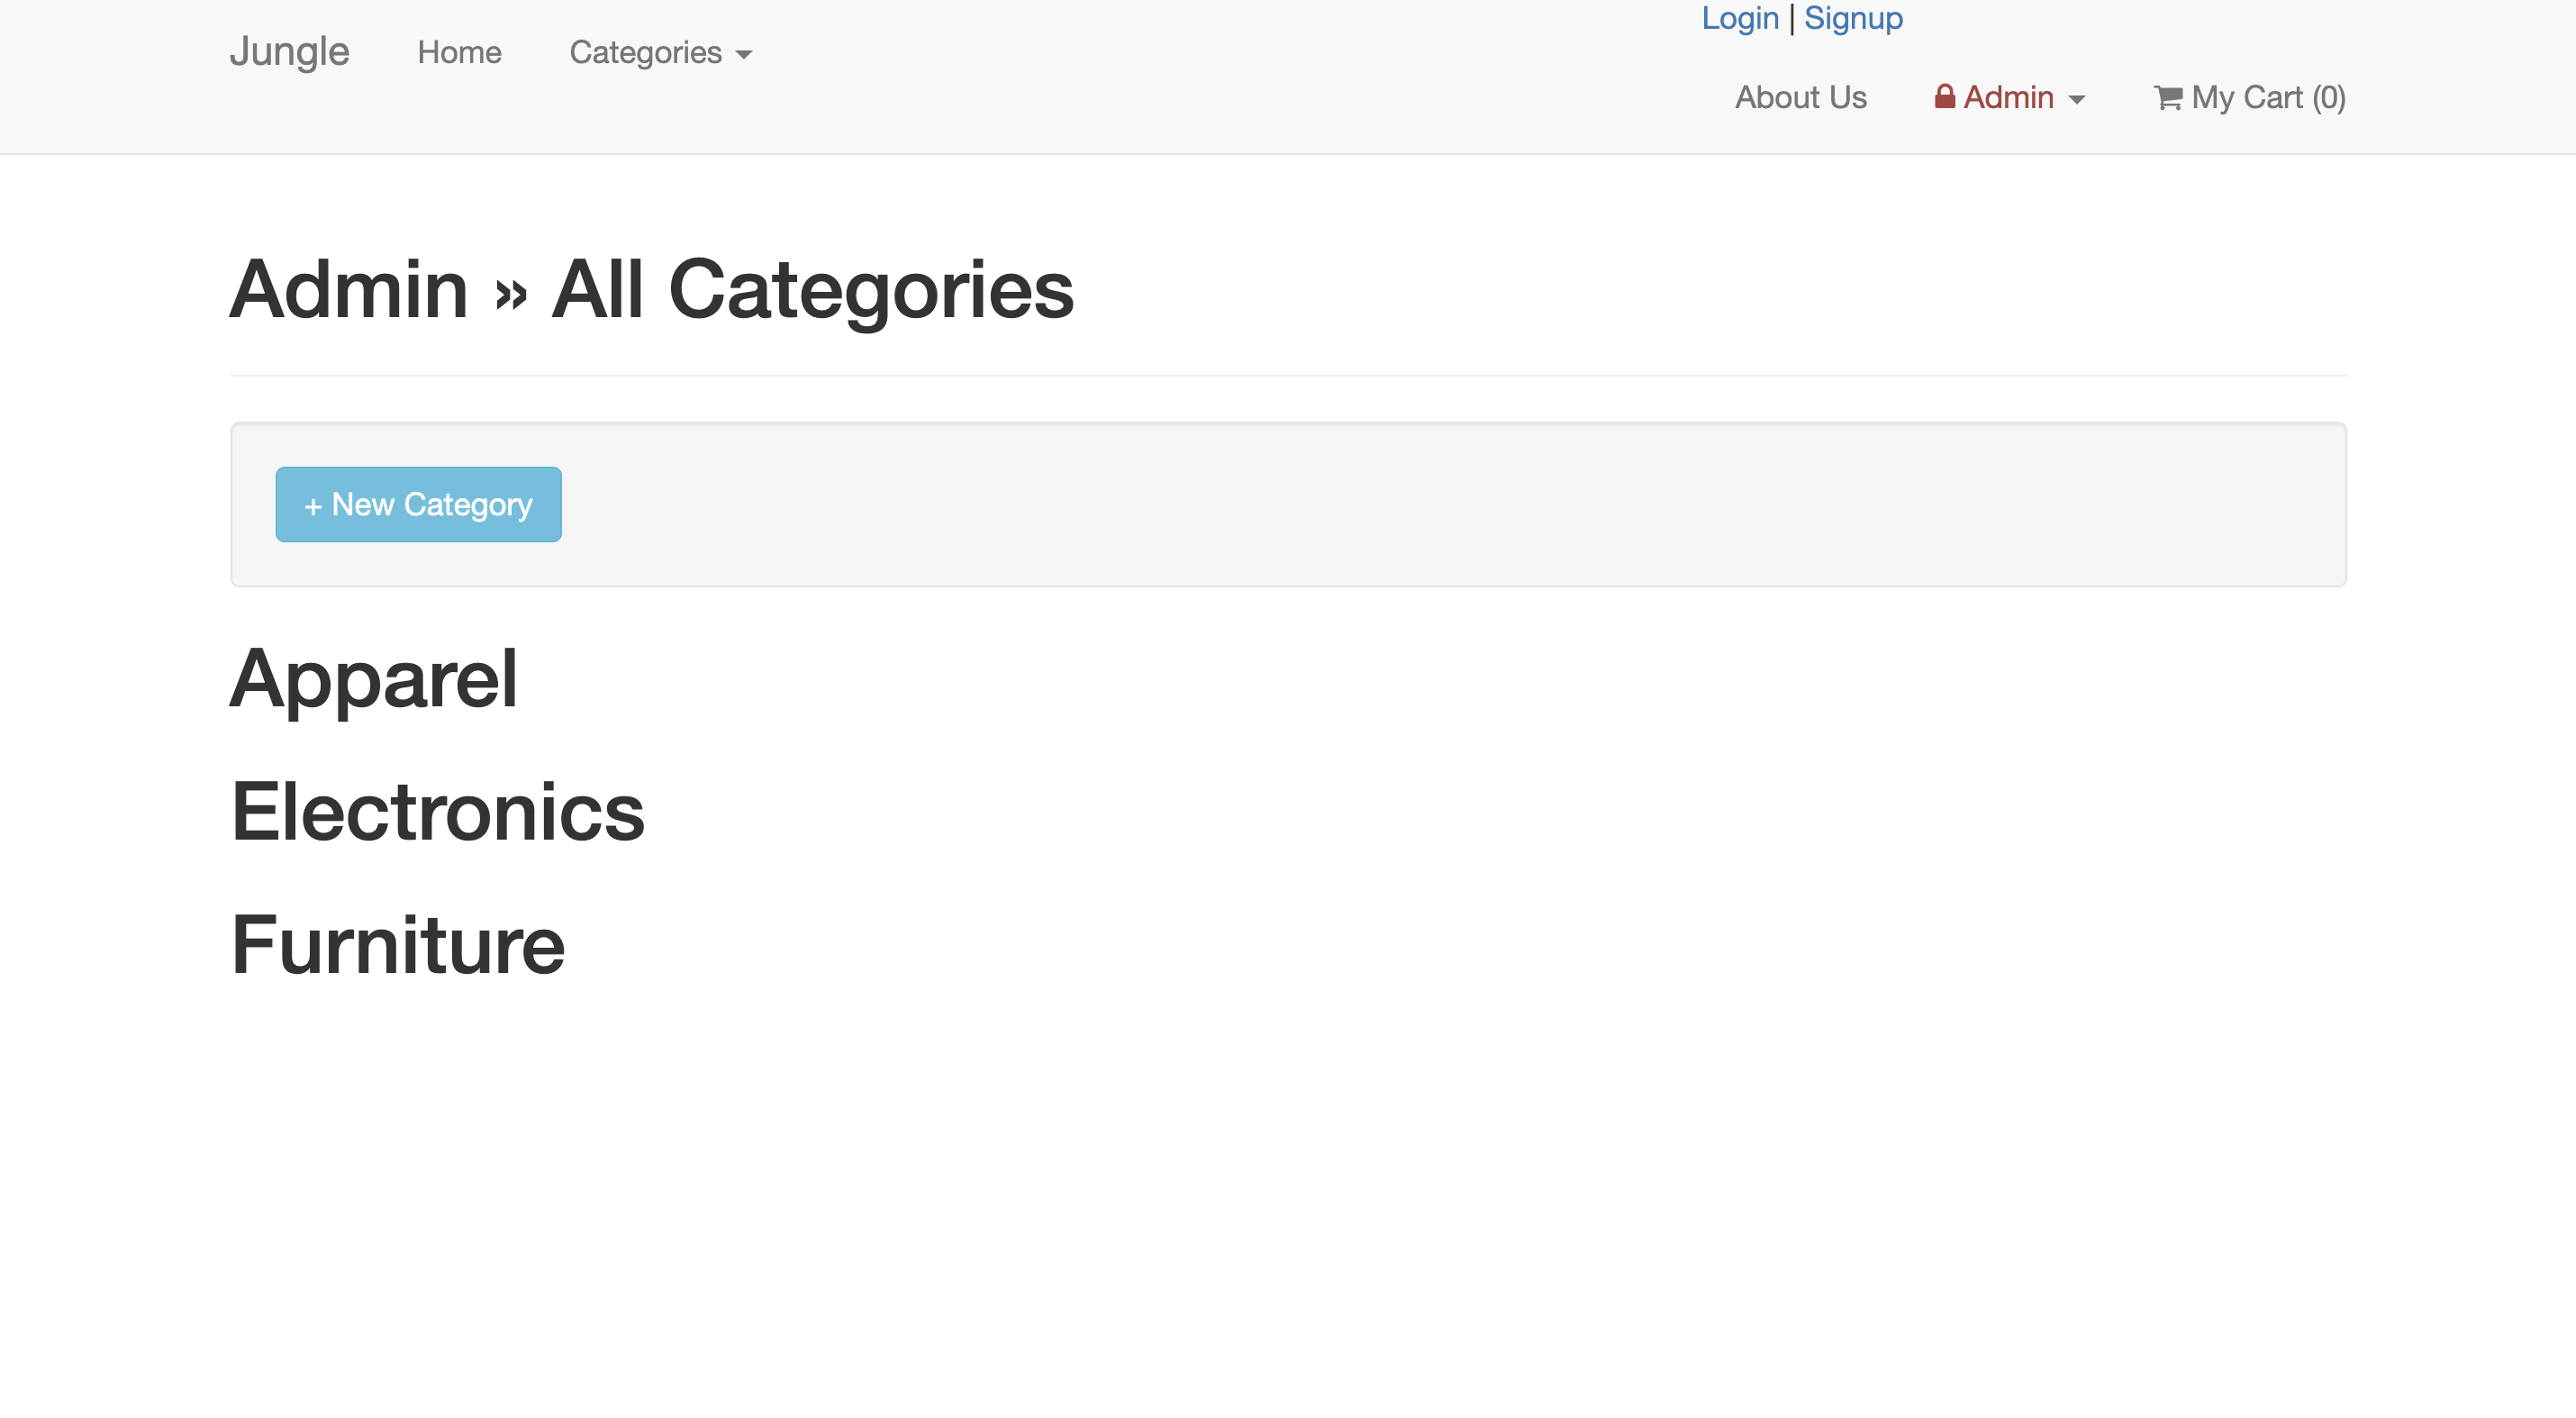 Login | Signup
Jungle Home Categories
About Us Admin My Cart (0)
Admin » All Categories
+ New Category
Apparel
Electronics
Furniture